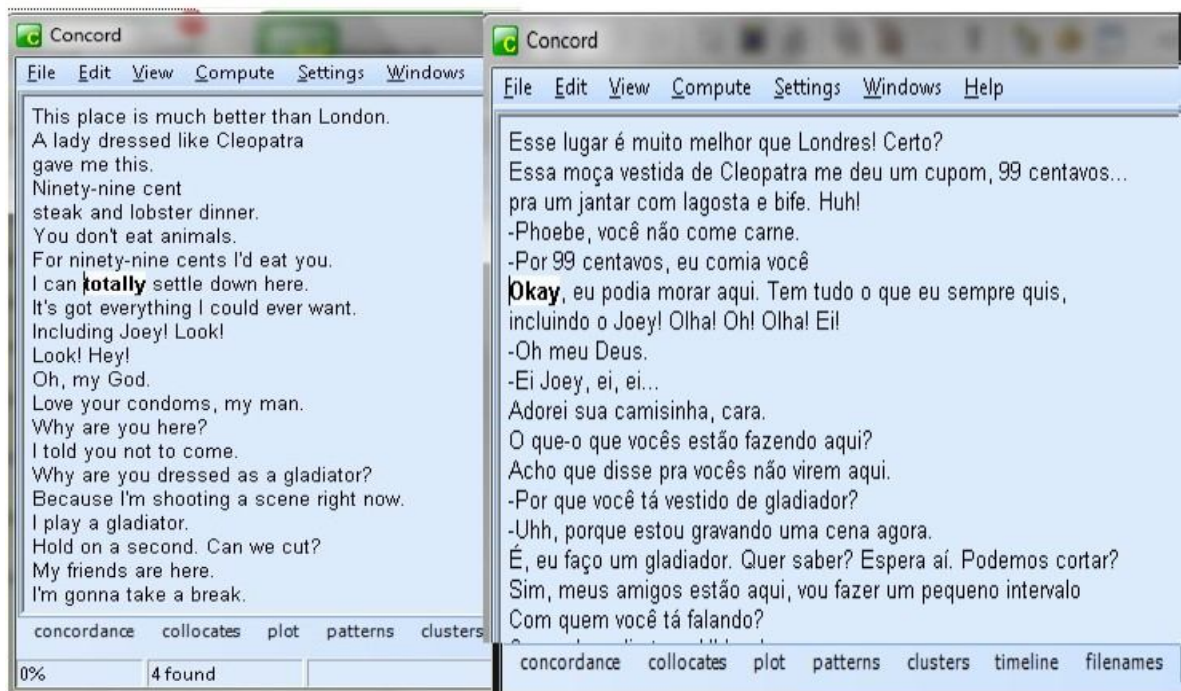 Concord
File Edit View Compute Settings Windows
This place is much better than London.
A lady dressed like Cleopatra
gave me this.
Ninety-nine cent
steak and lobster dinner.
You don't eat animals.
For ninety-nine cents I'd eat you.
I can totally settle down here.
It's got everything I could ever want.
Including Joey! Look!
Look! Hey!
Oh, my God.
Love your condoms, my man.
Why are you here?
I told you not to come.
Why are you dressed as a gladiator?
Because I'm shooting a scene right now.
I play a gladiator.
Hold on a second. Can we cut?
My friends are here.
I'm gonna take a break.
concordance collocates plot patterns clusters
0% 4 found
Concord
File Edit View Compute Settings Windows Help
Esse lugar é muito melhor que Londres! Certo?
Essa moça vestida de Cleopatra me deu um cupom, 99 centavos...
pra um jantar com lagosta e bife. Huh!
-Phoebe, você não come carne.
-Por 99 centavos, eu comia você
Okay, eu podia morar aqui. Tem tudo o que eu sempre quis,
incluindo o Joey! Olha! Oh! Olha! Ei!
-Oh meu Deus.
-Ei Joey, ei, ei...
Adorei sua camisinha, cara.
O que-o que vocês estão fazendo aqui?
Acho que disse pra vocês não virem aqui.
-Por que você tá vestido de gladiador?
-Uhh, porque estou gravando uma cena agora.
É, eu faço um gladiador. Quer saber? Espera aí. Podemos cortar?
Sim, meus amigos estão aqui, vou fazer um pequeno intervalo
Com quem você tá falando?
concordance collocates plot patterns clusters timeline filenames